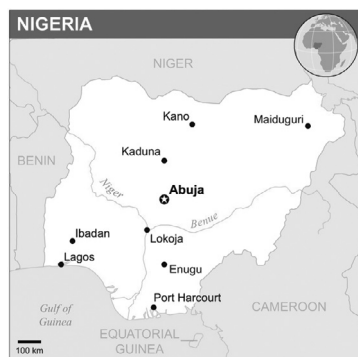 NIGERIA
NIGER
Kano
Maiduguri
BENIN
Kaduna
Niger
Abuja
Benue
Ibadan
Lokoja
Lagos
Enugu
Port Harcourt
Gulf of
Guinea
CAMEROON
EQUATORIAL
GUINEA
100 km